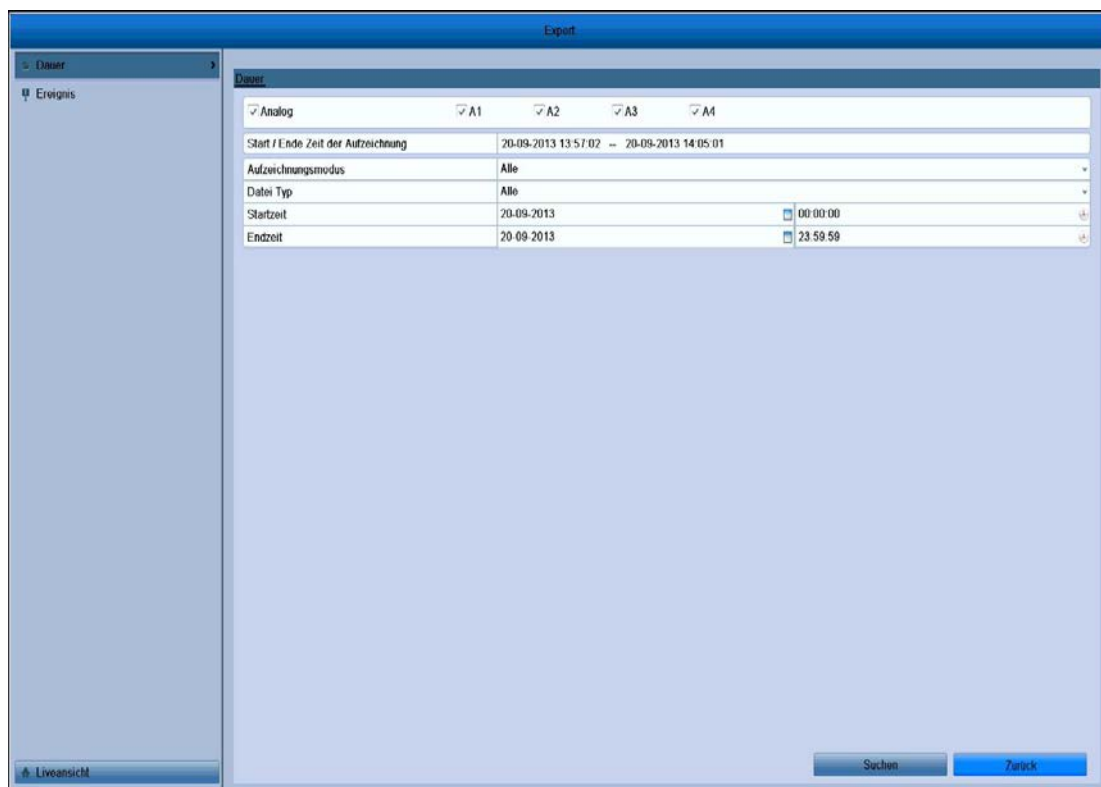 Export
Dauer
Ereignis
Dauer
Analog A1 A2 A3 A4
Start / Ende Zeit der Aufzeichnung 20-09-2013 13:57:02 -- 20-09-2013 14:05:01
Aufzeichnungsmodus Alle
Datei Typ Alle
Startzeit 20-09-2013 00:00:00
Endzeit 20-09-2013 23:59:59
Liveansicht
Suchen Zurück